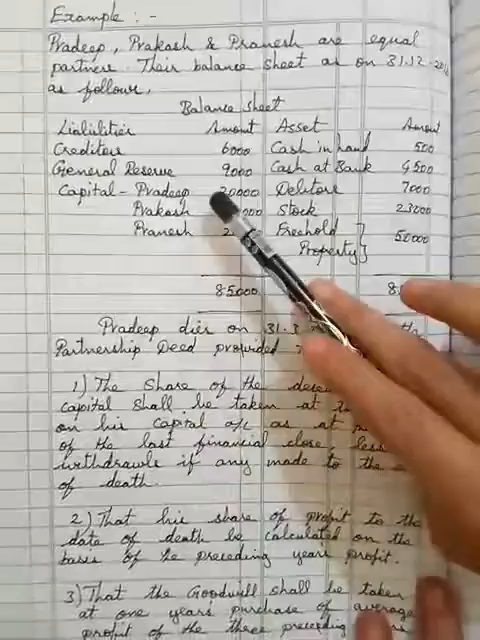 Example :-
Pradeep, Prakash & Pranesh are equal
partners. Their balance sheet as on 31.12
as follows.
Balance sheet
Liabilities Amount Asset Amount
Creditors 6000 Cash in hand 500
General Reserve 9000 Cash at Bank 4500
Capital - Pradeep 0000 Debtors 7000
Prakash 000 Stock 23000
Pranesh 2 Freehold
Property 50000
85000 8
Pradeep dies on 31.3
Partnership Deed provided
1) The share of the
capital shall be taken at
on his capital a/c as at
of the last financial close less
withdrawls if any made to the
of death.
2) That his share of profit to the
date of death be calculated on the
basis of the preceding years profit.
3) That the Goodwill shall be taken
at one years purchase of average
profit of the three preceding